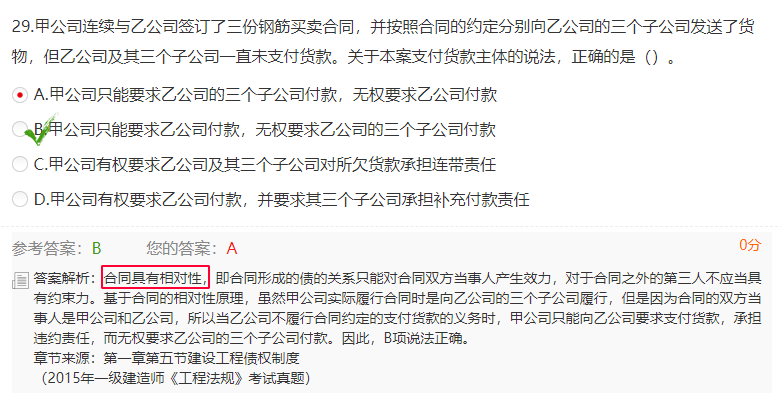 29.甲公司连续与乙公司签订了三份钢筋买卖合同，并按照合同的约定分别向乙公司的三个子公司发送了货
物，但乙公司及其三个子公司一直未支付货款。关于本案支付货款主体的说法，正确的是（）。
A.甲公司只能要求乙公司的三个子公司付款，无权要求乙公司付款
B.甲公司只能要求乙公司付款，无权要求乙公司的三个子公司付款
C.甲公司有权要求乙公司及其三个子公司对所欠货款承担连带责任
D.甲公司有权要求乙公司付款，并要求其三个子公司承担补充付款责任
参考答案：B 您的答案：A 0分
答案解析：合同具有相对性，即合同形成的债的关系只能对合同双方当事人产生效力，对于合同之外的第三人不应当具
有约束力。基于合同的相对性原理，虽然甲公司实际履行合同时是向乙公司的三个子公司履行，但是因为合同的双方当
事人是甲公司和乙公司，所以当乙公司不履行合同约定的支付货款的义务时，甲公司只能向乙公司要求支付货款，承担
违约责任，而无权要求乙公司的三个子公司付款。因此，B项说法正确。
章节来源：第一章第五节建设工程债权制度
（2015年一级建造师《工程法规》考试真题）